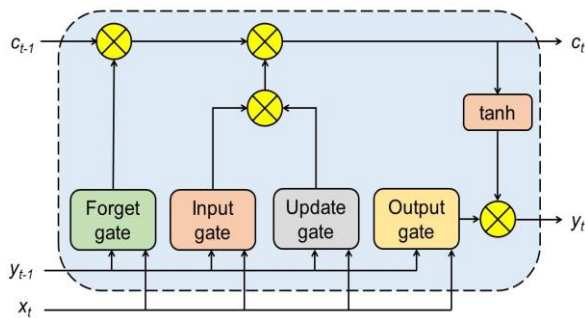 c_{t-1}
c_t
tanh
Forget gate
Input gate
Update gate
Output gate
y_t
y_{t-1}
x_t